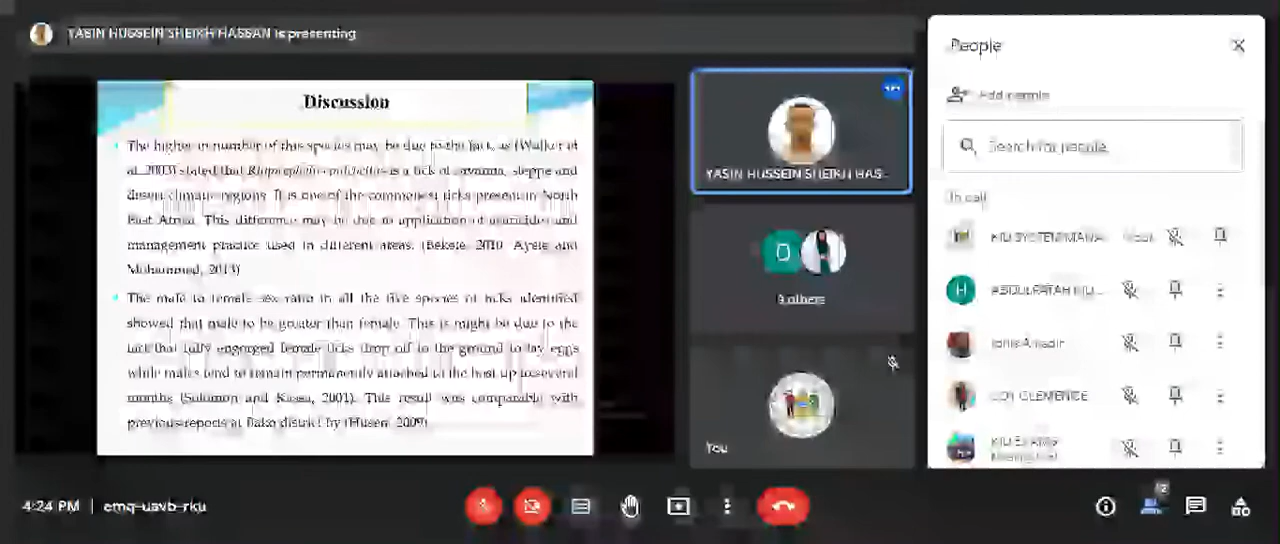 YASIN HUSSEIN SHEIKH HASSAN is presenting
Discussion
The higher in number of this species may be due to the fact, as (Walker et
al 2003) stated that Rhipicephalus pulchellus is a tick of savanna, steppe and
desert climatic regions. It is one of the commonest ticks present in North
East Africa. This difference may be due to application of acaricides and
management practice used in different areas. (Bekele, 2010 Ayele and
Mohammed, 2013)
The male to female sex ratio in all the five species of ticks identified
showed that male to be greater than female. This is might be due to the
fact that fully engorged female ticks drop off to the ground to lay eggs
while males tend to remain permanently attached to the host up to several
months (Solomon and Kassa, 2001). This result was comparable with
previous reports at Bako district by (Husen, 2009)
YASIN HUSSEIN SHEIKH HAS...
D
9 others
You
4:24 PM | emq-uavb-rku
People
Add people
Search for people
In call
KIU SYSTEM MANA...
H
ABDULFATAH MU...
CLEMENCE
12